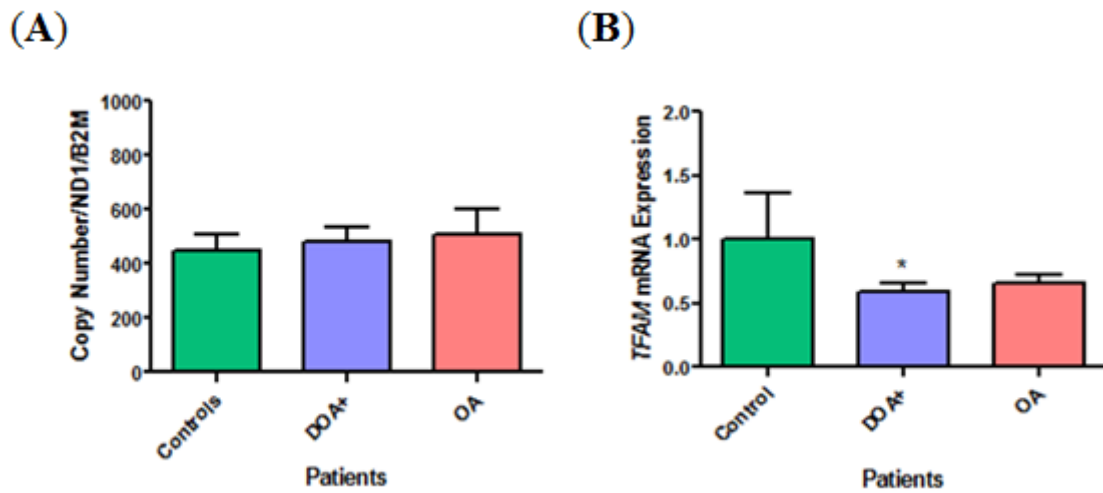 (A)
Copy Number/ND1/B2M
1000
800
600
400
200
0
Controls
DOA+
OA
Patients
(B)
TFAM mRNA Expression
2.0
1.5
1.0
0.5
0.0
*
Control
DOA+
OA
Patients